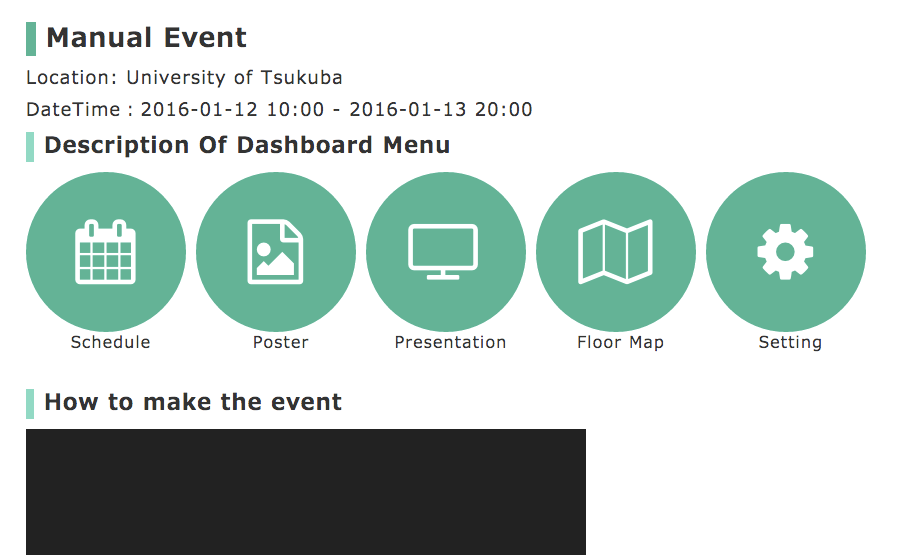 Manual Event
Location: University of Tsukuba
DateTime : 2016-01-12 10:00 - 2016-01-13 20:00
Description Of Dashboard Menu
Schedule Poster Presentation Floor Map Setting
How to make the event